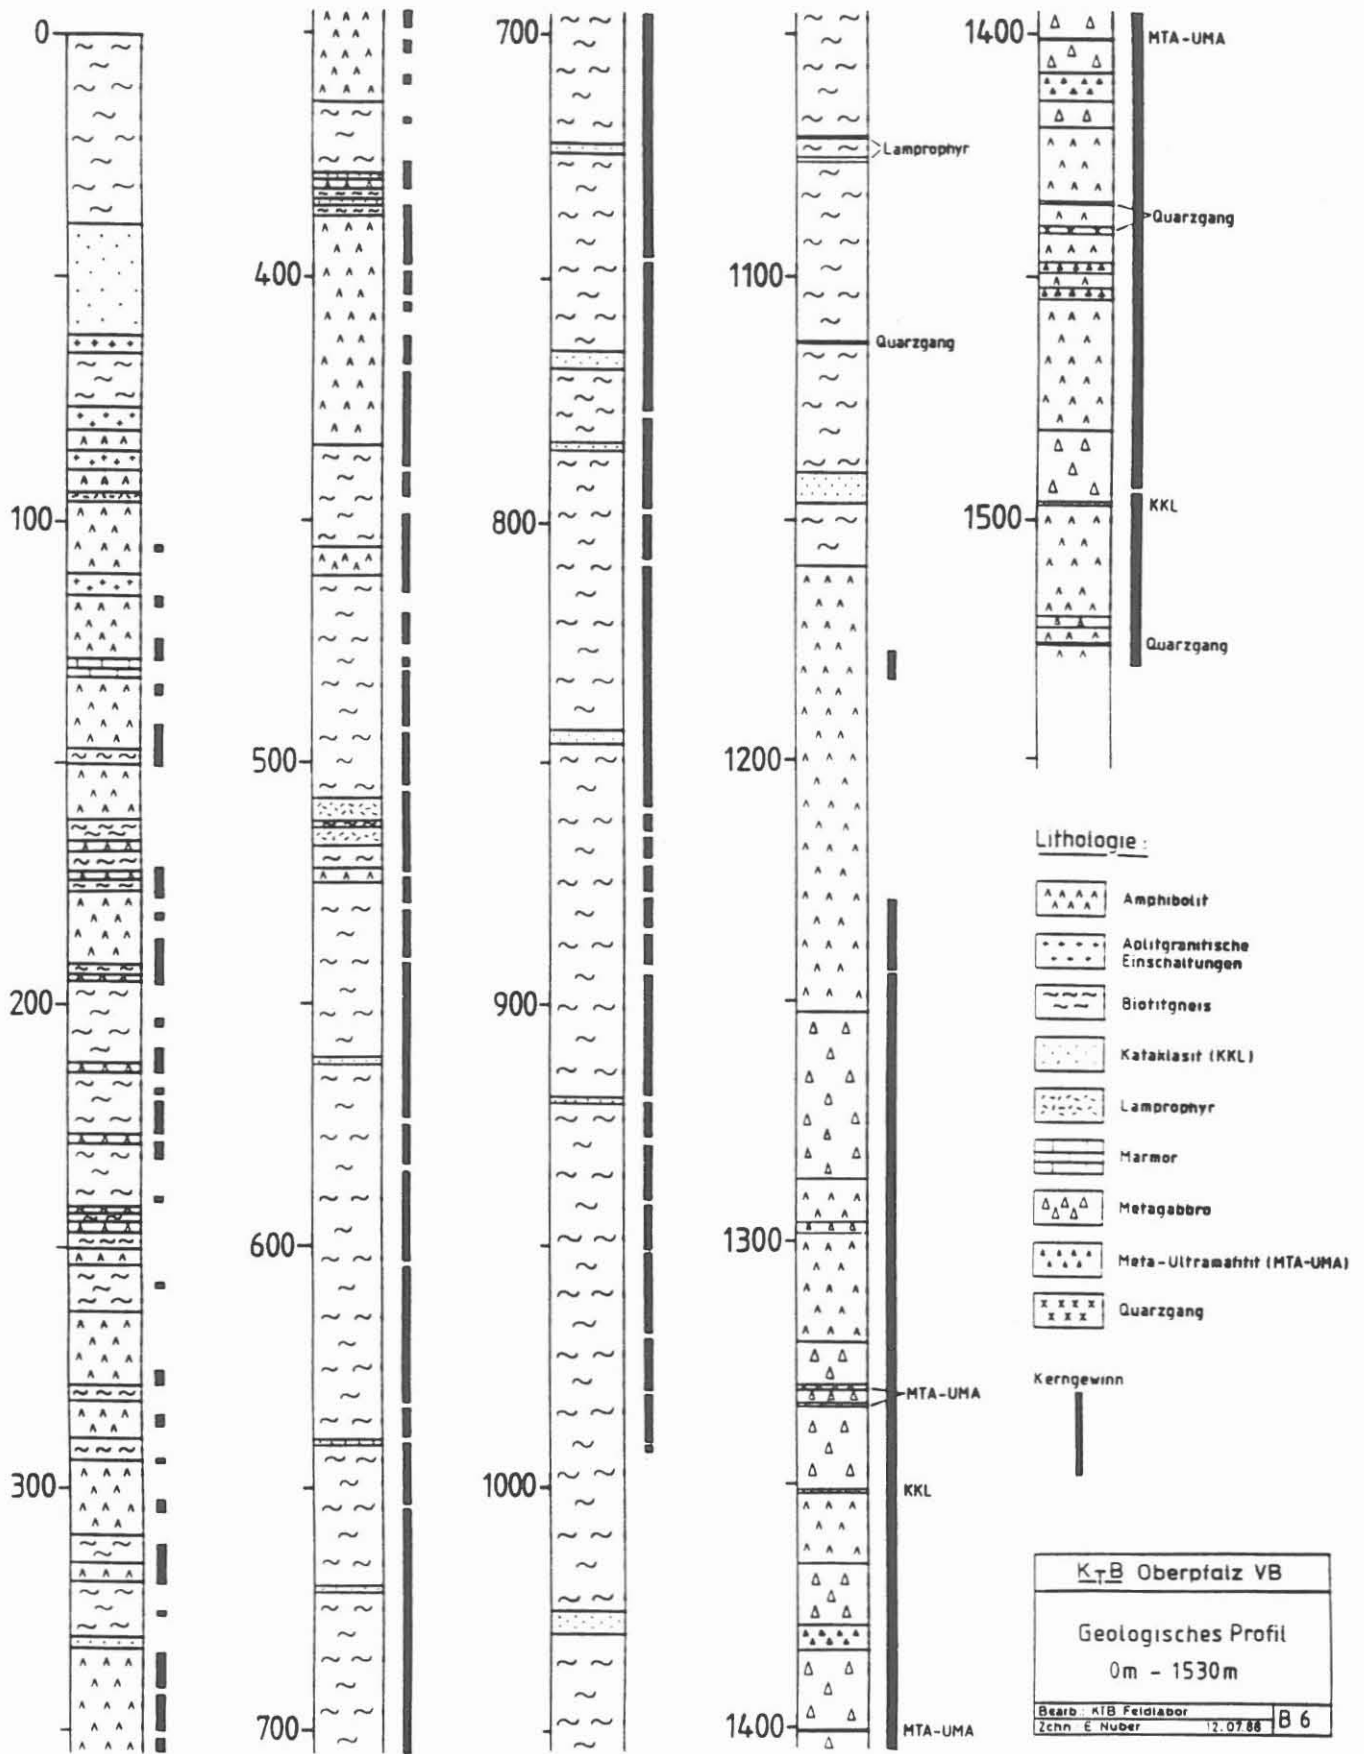 0
100
200
300
400
500
600
700
700
800
900
1000
Lamprophyr
1100
Quarzgang
1200
1300
MTA-UMA
KKL
1400
MTA-UMA
1400
MTA-UMA
Quarzgang
1500
KKL
Quarzgang
Lithologie :
Amphibolit
Aplitgranitische
Einschaltungen
Biotitgneis
Kataklasit (KKL)
Lamprophyr
Marmor
Metagabbro
Meta-Ultramafitit (MTA-UMA)
Quarzgang
Kerngewinn
KTB Oberpfalz VB
Geologisches Profil
0m - 1530m
Bearb.: KTB Feldlabor
Zchn: E. Nuber 12.07.88
B 6